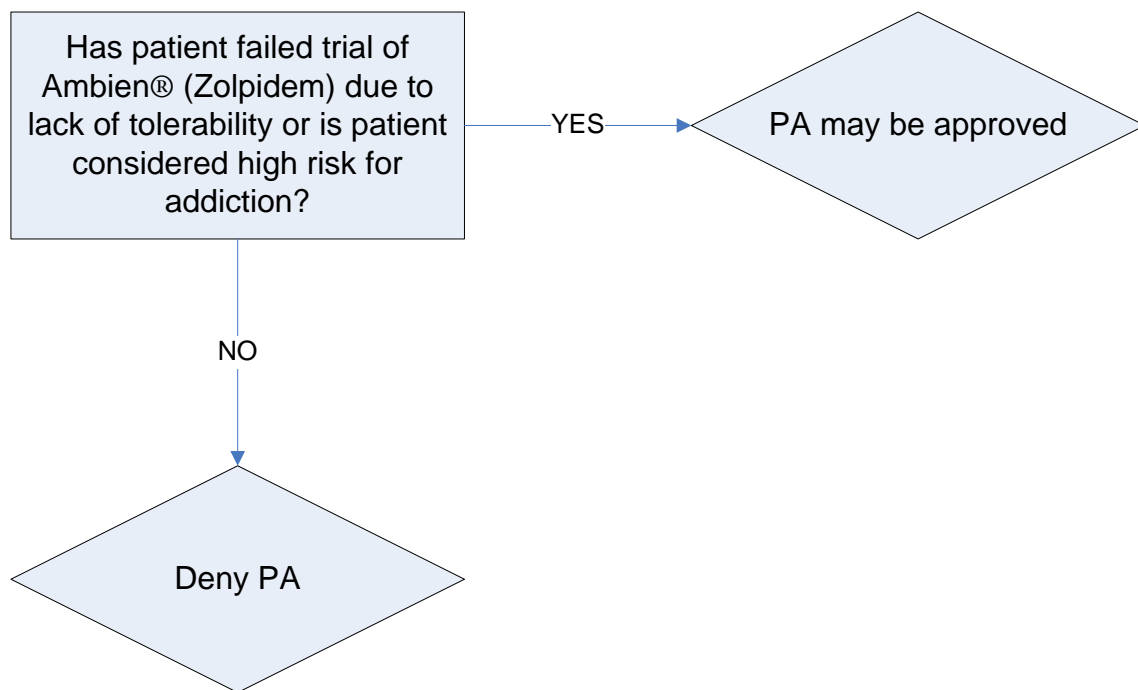 Has patient failed trial of
Ambien® (Zolpidem) due to
lack of tolerability or is patient
considered high risk for
addiction?
YES
PA may be approved
NO
Deny PA